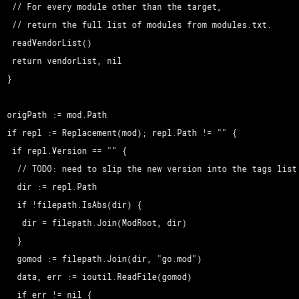 // For every module other than the target,
// return the full list of modules from modules.txt.
readVendorList()
return vendorList, nil
}
origPath := mod.Path
if repl := Replacement(mod); repl.Path != "" {
if repl.Version == "" {
// TODO: need to slip the new version into the tags list
dir := repl.Path
if !filepath.IsAbs(dir) {
dir = filepath.Join(ModRoot, dir)
}
gomod := filepath.Join(dir, "go.mod")
data, err := ioutil.ReadFile(gomod)
if err != nil {